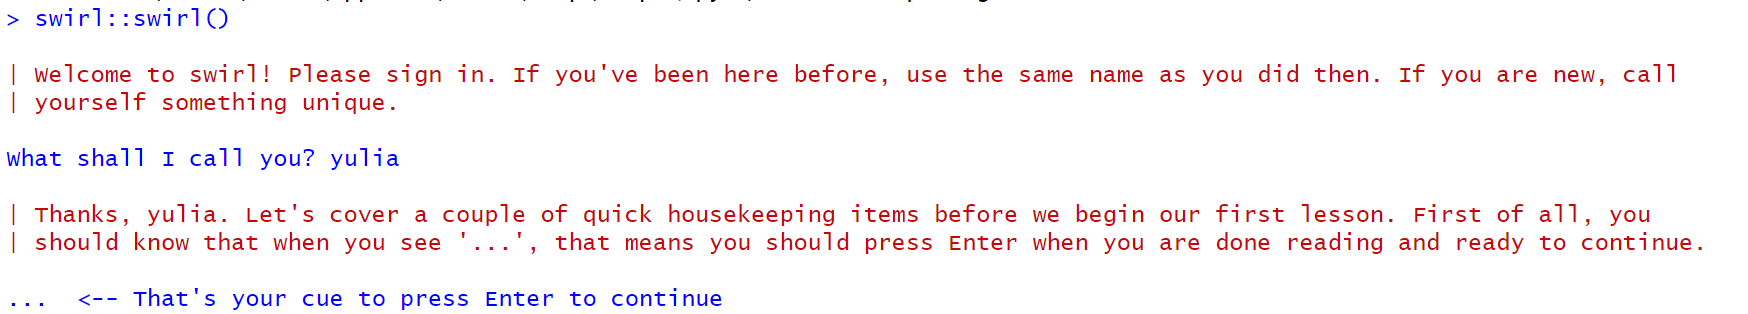 > swirl::swirl()
| Welcome to swirl! Please sign in. If you've been here before, use the same name as you did then. If you are new, call
| yourself something unique.
What shall I call you? yulia
| Thanks, yulia. Let's cover a couple of quick housekeeping items before we begin our first lesson. First of all, you
| should know that when you see '...', that means you should press Enter when you are done reading and ready to continue.
...  <-- That's your cue to press Enter to continue